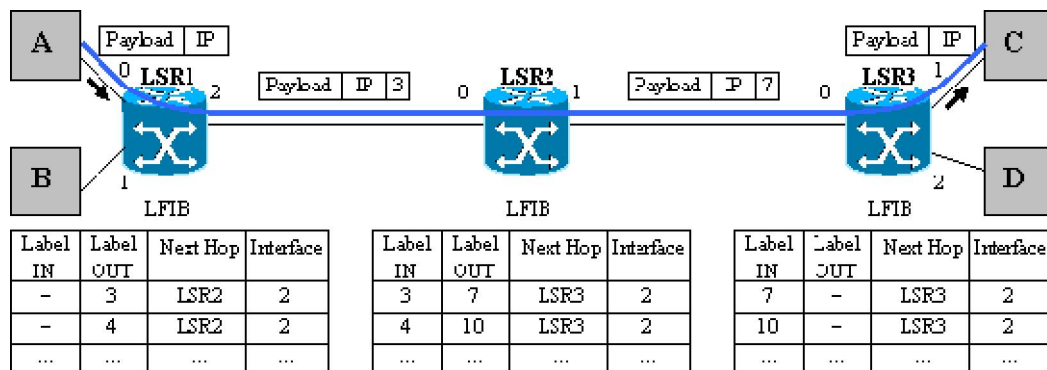 A
Payload IP
0
LSR1
2
Payload IP 3
0
LSR2
1
Payload IP 7
0
LSR3
Payload IP
1
C
B
1
LFIB
LFIB
LFIB
2
D
Label IN Label OUT Next Hop Interface
- 3 LSR2 2
- 4 LSR2 2
... ... ... ...
Label IN Label OUT Next Hop Interface
3 7 LSR3 2
4 10 LSR3 2
... ... ... ...
Label IN Label OUT Next Hop Interface
7 - LSR3 2
10 - LSR3 2
... ... ... ...